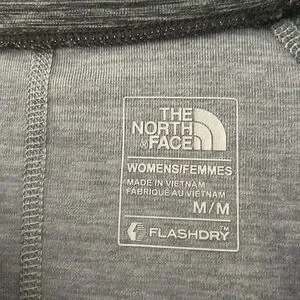 THE
NORTH
FACE
WOMENS/FEMMES
MADE IN VIETNAM
FABRIQUÉ AU VIETNAM
M/M
FLASHDRY